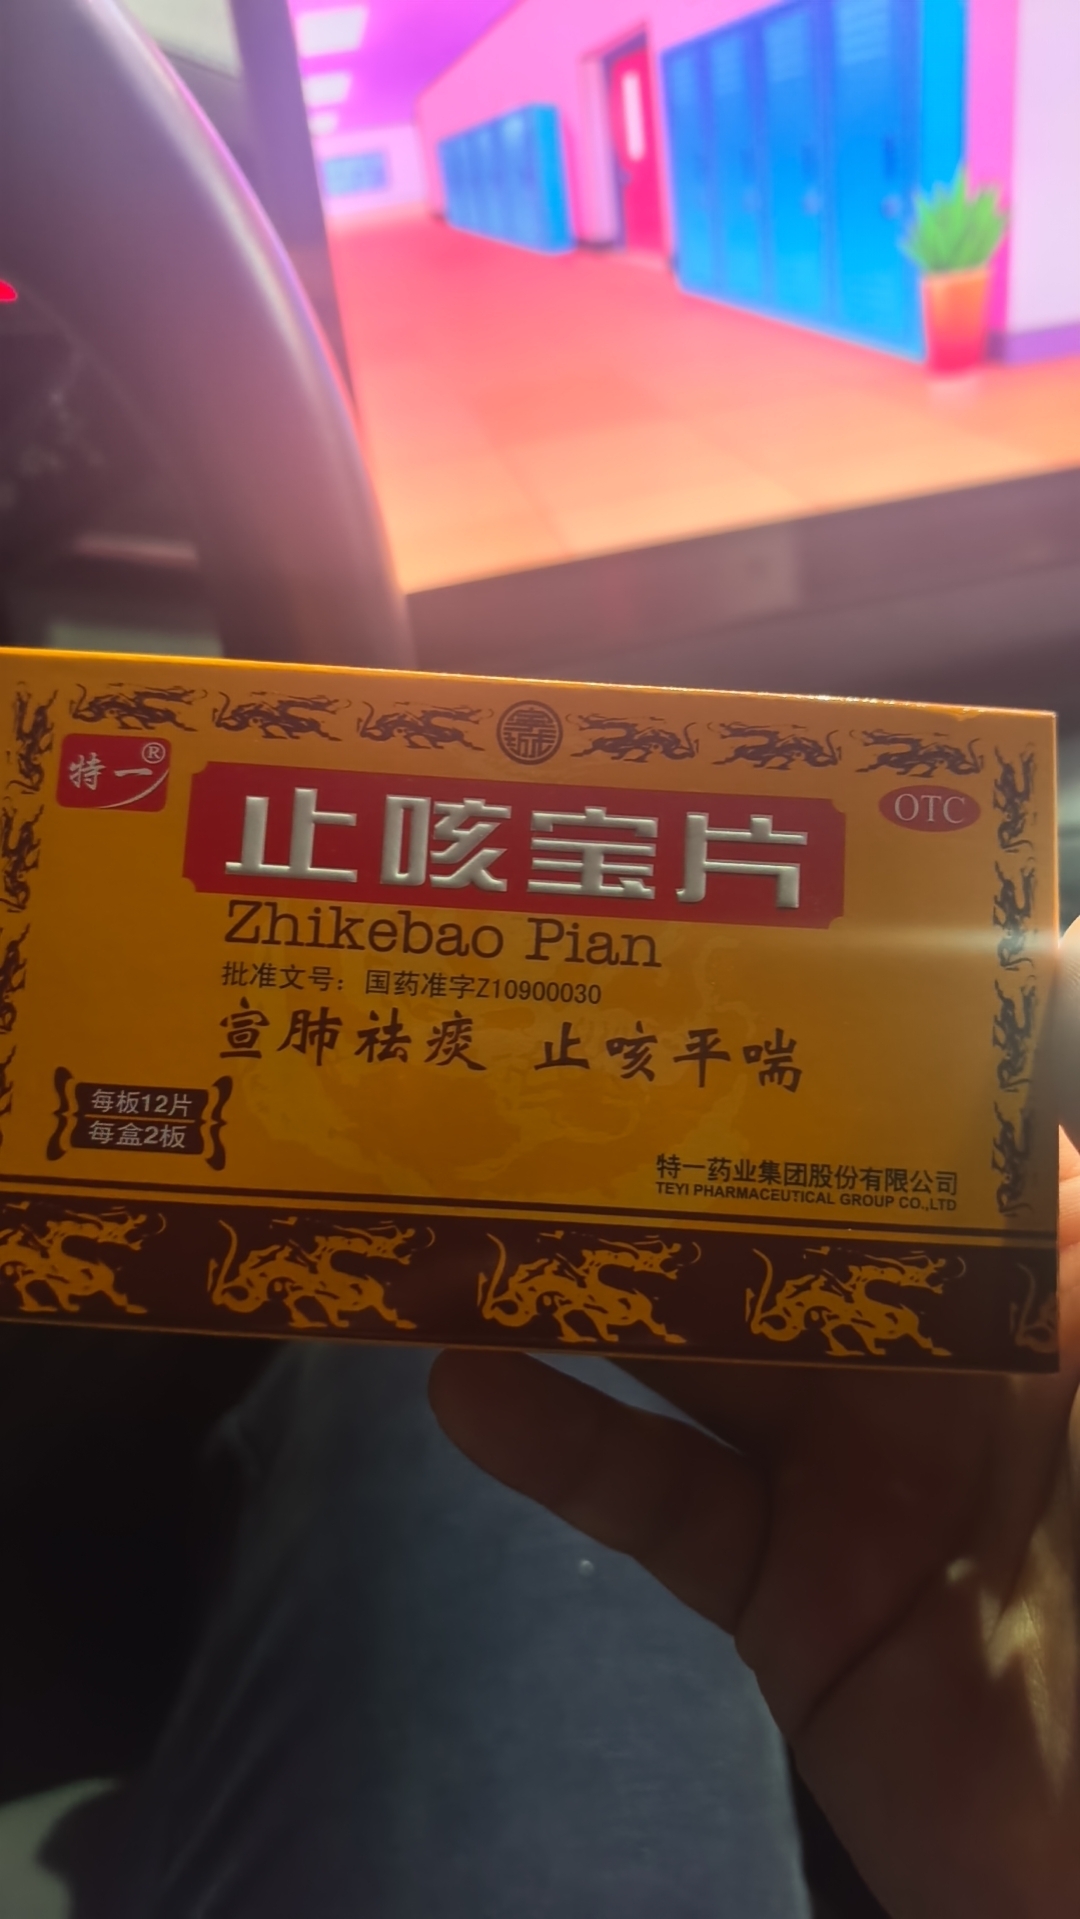 特一®
OTC
止咳宝片
Zhikebao Pian
批准文号：国药准字Z10900030
宣肺祛痰 止咳平喘
每板12片
每盒2板
特一药业集团股份有限公司
TEYI PHARMACEUTICAL GROUP CO.,LTD